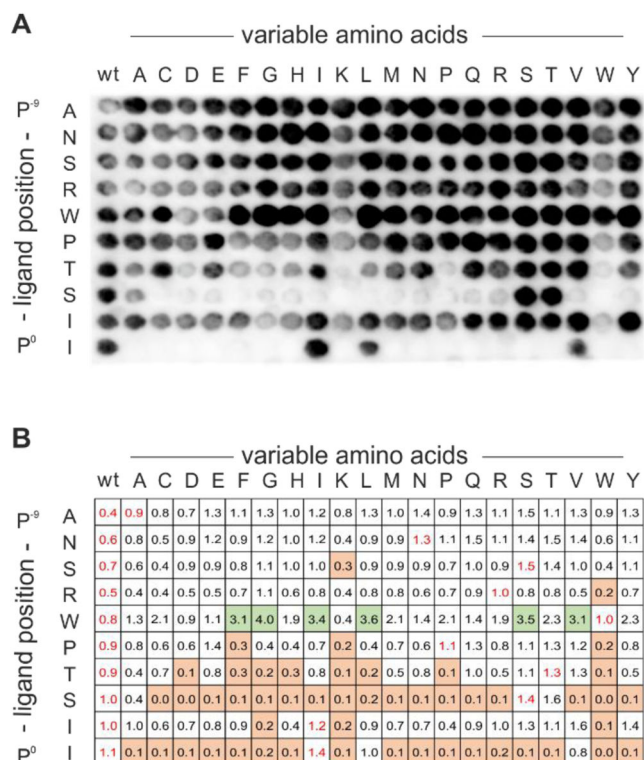 A
variable amino acids
wt A C D E F G H I K L M N P Q R S T V W Y
- ligand position -
P-9 A
N
S
R
W
P
T
S
I
P0 I
B
variable amino acids
wt A C D E F G H I K L M N P Q R S T V W Y
- ligand position -
P-9 A 0.4 0.9 0.8 0.7 1.3 1.1 1.3 1.0 1.2 0.8 1.3 1.0 1.4 0.9 1.3 1.1 1.5 1.1 1.3 0.9 1.3
N 0.6 0.8 0.5 0.9 1.2 0.9 1.2 1.0 1.2 0.4 0.9 0.9 1.3 1.1 1.5 1.1 1.4 1.5 1.4 0.6 1.1
S 0.7 0.6 0.4 0.9 0.9 0.8 1.1 1.0 1.0 0.3 0.9 0.9 0.9 0.7 1.0 0.9 1.5 1.5 1.0 0.4 1.1
R 0.5 0.4 0.5 0.5 0.5 0.7 1.1 0.6 0.8 0.4 0.8 0.8 0.8 0.6 0.7 1.0 0.8 0.8 0.5 0.2 0.7
W 0.8 1.3 2.1 0.9 1.1 3.1 4.0 1.9 3.4 0.4 3.6 2.1 1.4 2.1 1.4 1.9 3.5 2.3 3.1 1.0 2.3
P 0.9 0.8 0.6 0.6 1.4 0.3 0.4 0.4 0.7 0.2 0.4 0.7 0.9 1.1 1.3 0.8 1.1 1.3 1.2 0.2 0.8
T 0.9 0.4 0.7 0.1 0.8 0.3 0.2 0.3 0.8 0.1 0.2 0.5 0.8 0.1 1.0 0.5 1.2 1.3 1.3 0.1 0.5
S 1.0 0.4 0.0 0.0 0.1 0.1 0.1 0.1 0.1 0.1 0.2 0.1 0.1 0.1 0.1 0.1 1.4 1.6 0.1 0.0 0.1
I 1.0 1.0 0.6 0.7 0.8 0.9 0.2 0.4 1.2 0.2 0.9 0.7 0.7 0.4 0.9 1.0 1.3 1.1 1.6 0.1 1.4
P0 I 1.1 0.1 0.1 0.1 0.1 0.1 0.2 0.1 1.4 0.1 1.0 0.1 0.1 0.1 0.1 0.2 0.1 0.1 0.8 0.0 0.1